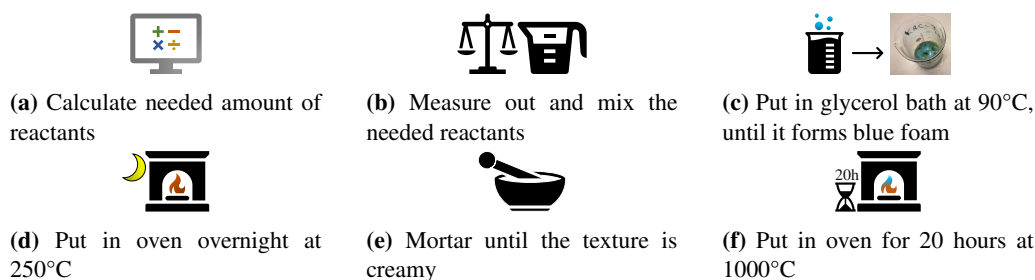 (a) Calculate needed amount of
reactants
(b) Measure out and mix the
needed reactants
(c) Put in glycerol bath at 90°C,
until it forms blue foam
20h
(d) Put in oven overnight at
250°C
(e) Mortar until the texture is
creamy
(f) Put in oven for 20 hours at
1000°C